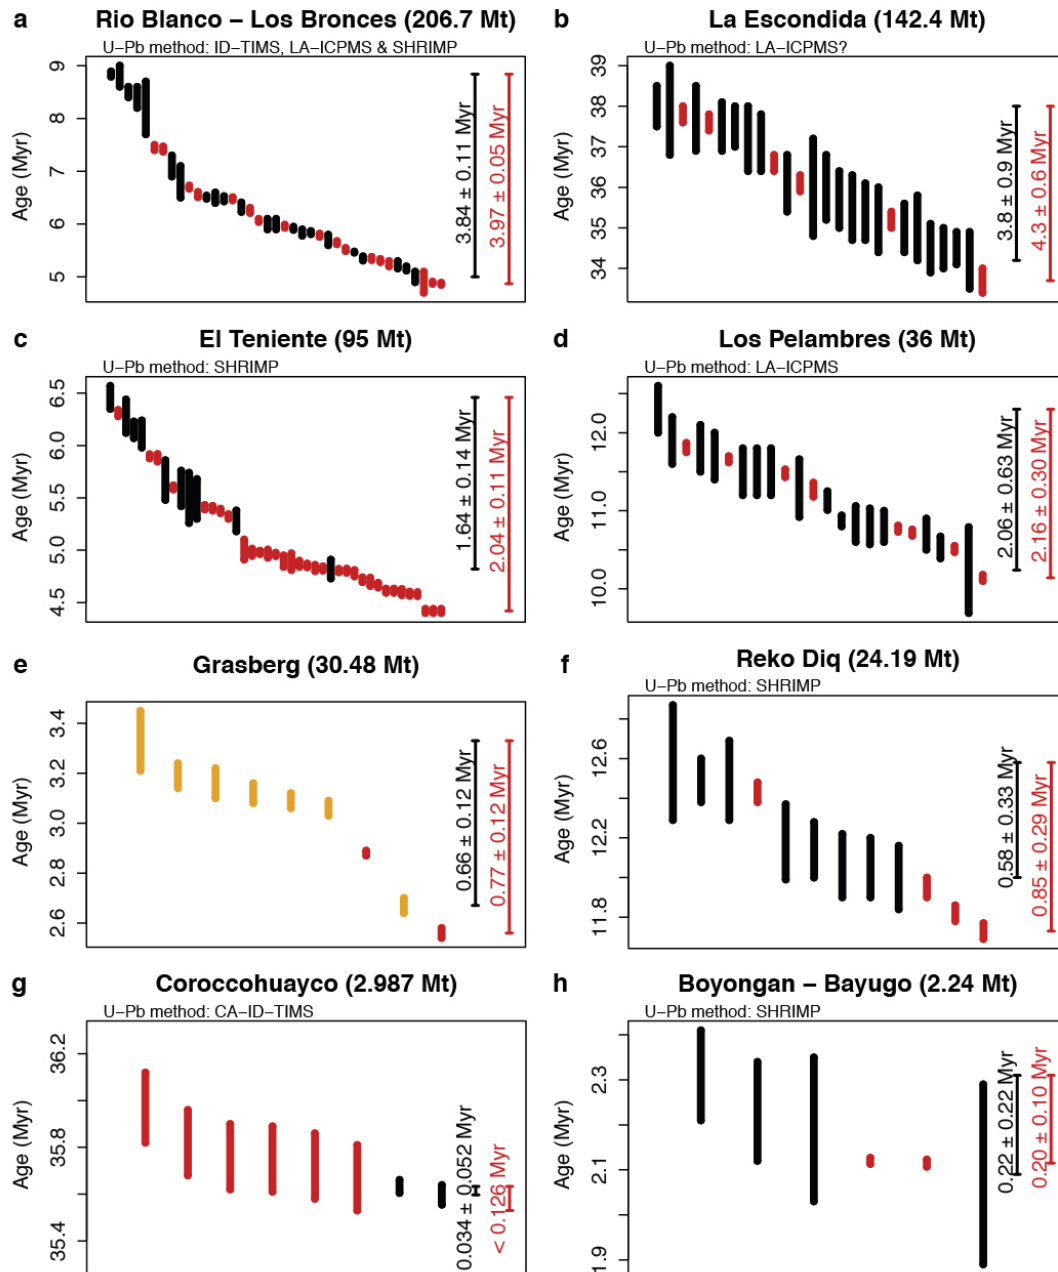 a Rio Blanco – Los Bronces (206.7 Mt)
U–Pb method: ID–TIMS, LA–ICPMS & SHRIMP
Age (Myr)
9
8
7
6
5
3.84 ± 0.11 Myr
3.97 ± 0.05 Myr
b La Escondida (142.4 Mt)
U–Pb method: LA–ICPMS?
Age (Myr)
39
38
37
36
35
34
3.8 ± 0.9 Myr
4.3 ± 0.6 Myr
c El Teniente (95 Mt)
U–Pb method: SHRIMP
Age (Myr)
6.5
6.0
5.5
5.0
4.5
1.64 ± 0.14 Myr
2.04 ± 0.11 Myr
d Los Pelambres (36 Mt)
U–Pb method: LA–ICPMS
Age (Myr)
12.0
11.0
10.0
2.06 ± 0.63 Myr
2.16 ± 0.30 Myr
e Grasberg (30.48 Mt)
Age (Myr)
3.4
3.2
3.0
2.8
2.6
0.66 ± 0.12 Myr
0.77 ± 0.12 Myr
f Reko Diq (24.19 Mt)
U–Pb method: SHRIMP
Age (Myr)
12.6
12.2
11.8
0.58 ± 0.33 Myr
0.85 ± 0.29 Myr
g Coroccohuayco (2.987 Mt)
U–Pb method: CA–ID–TIMS
Age (Myr)
36.2
35.8
35.4
0.034 ± 0.052 Myr
< 0.126 Myr
h Boyongan – Bayugo (2.24 Mt)
U–Pb method: SHRIMP
Age (Myr)
2.3
2.1
1.9
0.22 ± 0.22 Myr
0.20 ± 0.10 Myr